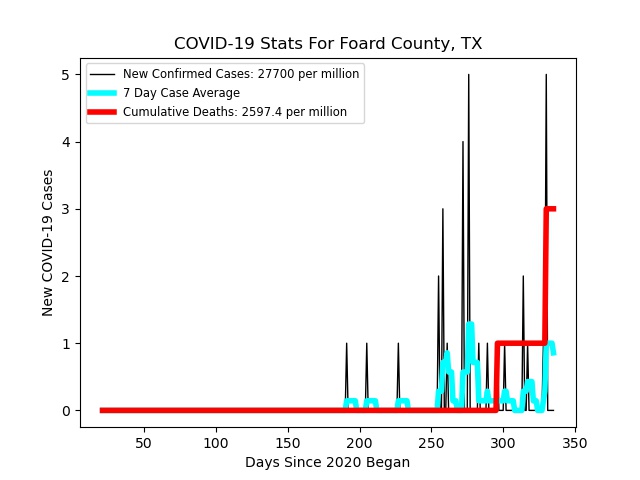 COVID-19 Stats For Foard County, TX
New Confirmed Cases: 27700 per million
7 Day Case Average
Cumulative Deaths: 2597.4 per million
New COVID-19 Cases
5
4
3
2
1
0
50 100 150 200 250 300 350
Days Since 2020 Began